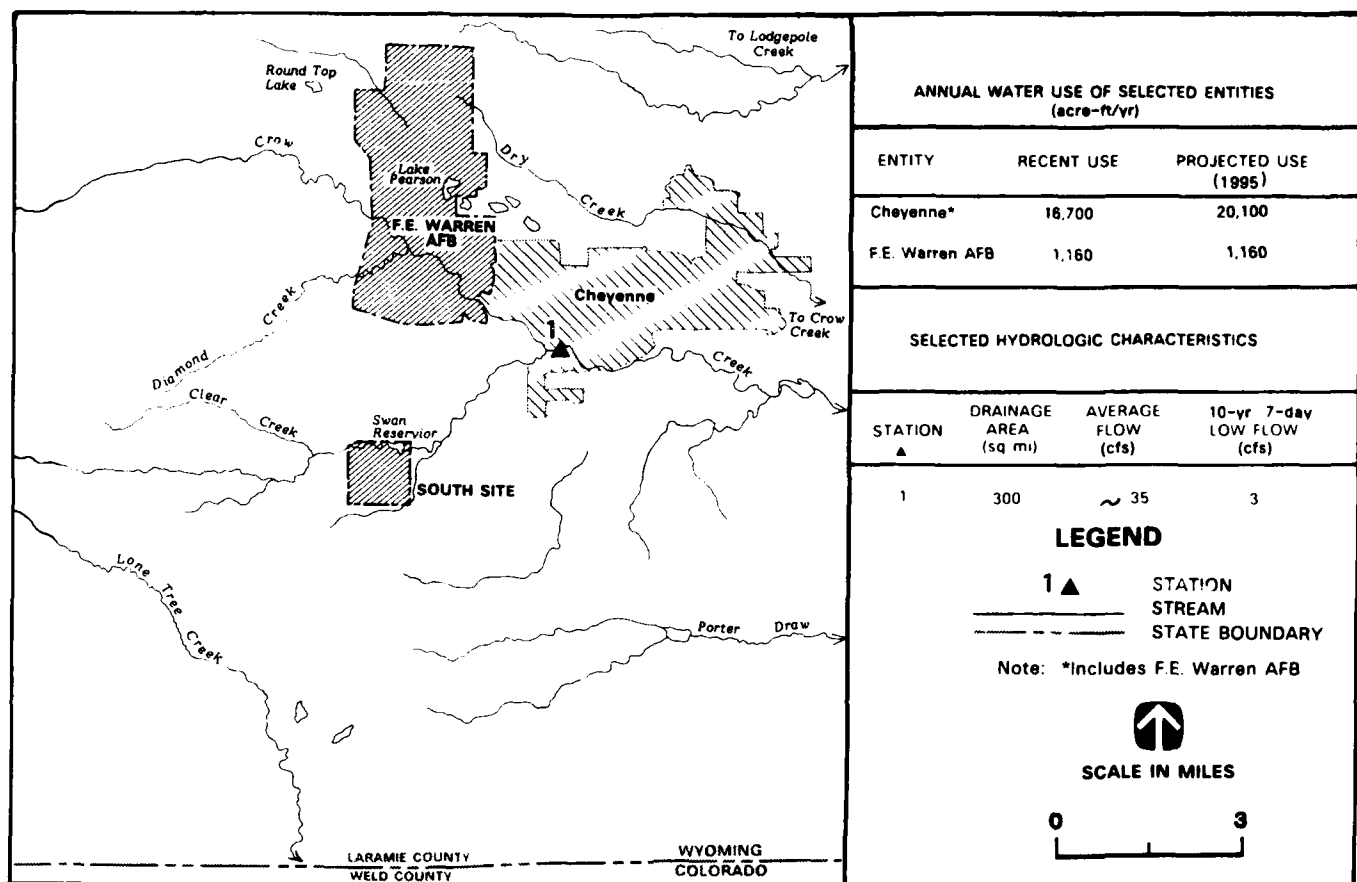 To Lodgepole
Creek
Round Top
Lake
Crow
Dry
Creek
Lake
Pearson
F.E. WARREN
AFB
Cheyenne
To Crow
Creek
1
Creek
Diamond
Creek
Clear
Creek
Swan
Reservior
SOUTH SITE
Lone Tree
Creek
Porter Draw
LARAMIE COUNTY
WELD COUNTY
WYOMING
COLORADO
ANNUAL WATER USE OF SELECTED ENTITIES
(acre-ft/yr)
ENTITY RECENT USE PROJECTED USE
(1995)
Cheyenne* 16,700 20,100
F.E. Warren AFB 1,160 1,160
SELECTED HYDROLOGIC CHARACTERISTICS
STATION DRAINAGE AVERAGE 10-yr 7-day
▲ AREA FLOW LOW FLOW
(sq mi) (cfs) (cfs)
1 300 ~ 35 3
LEGEND
1 ▲ STATION
STREAM
STATE BOUNDARY
Note: *Includes F.E. Warren AFB
SCALE IN MILES
0 3